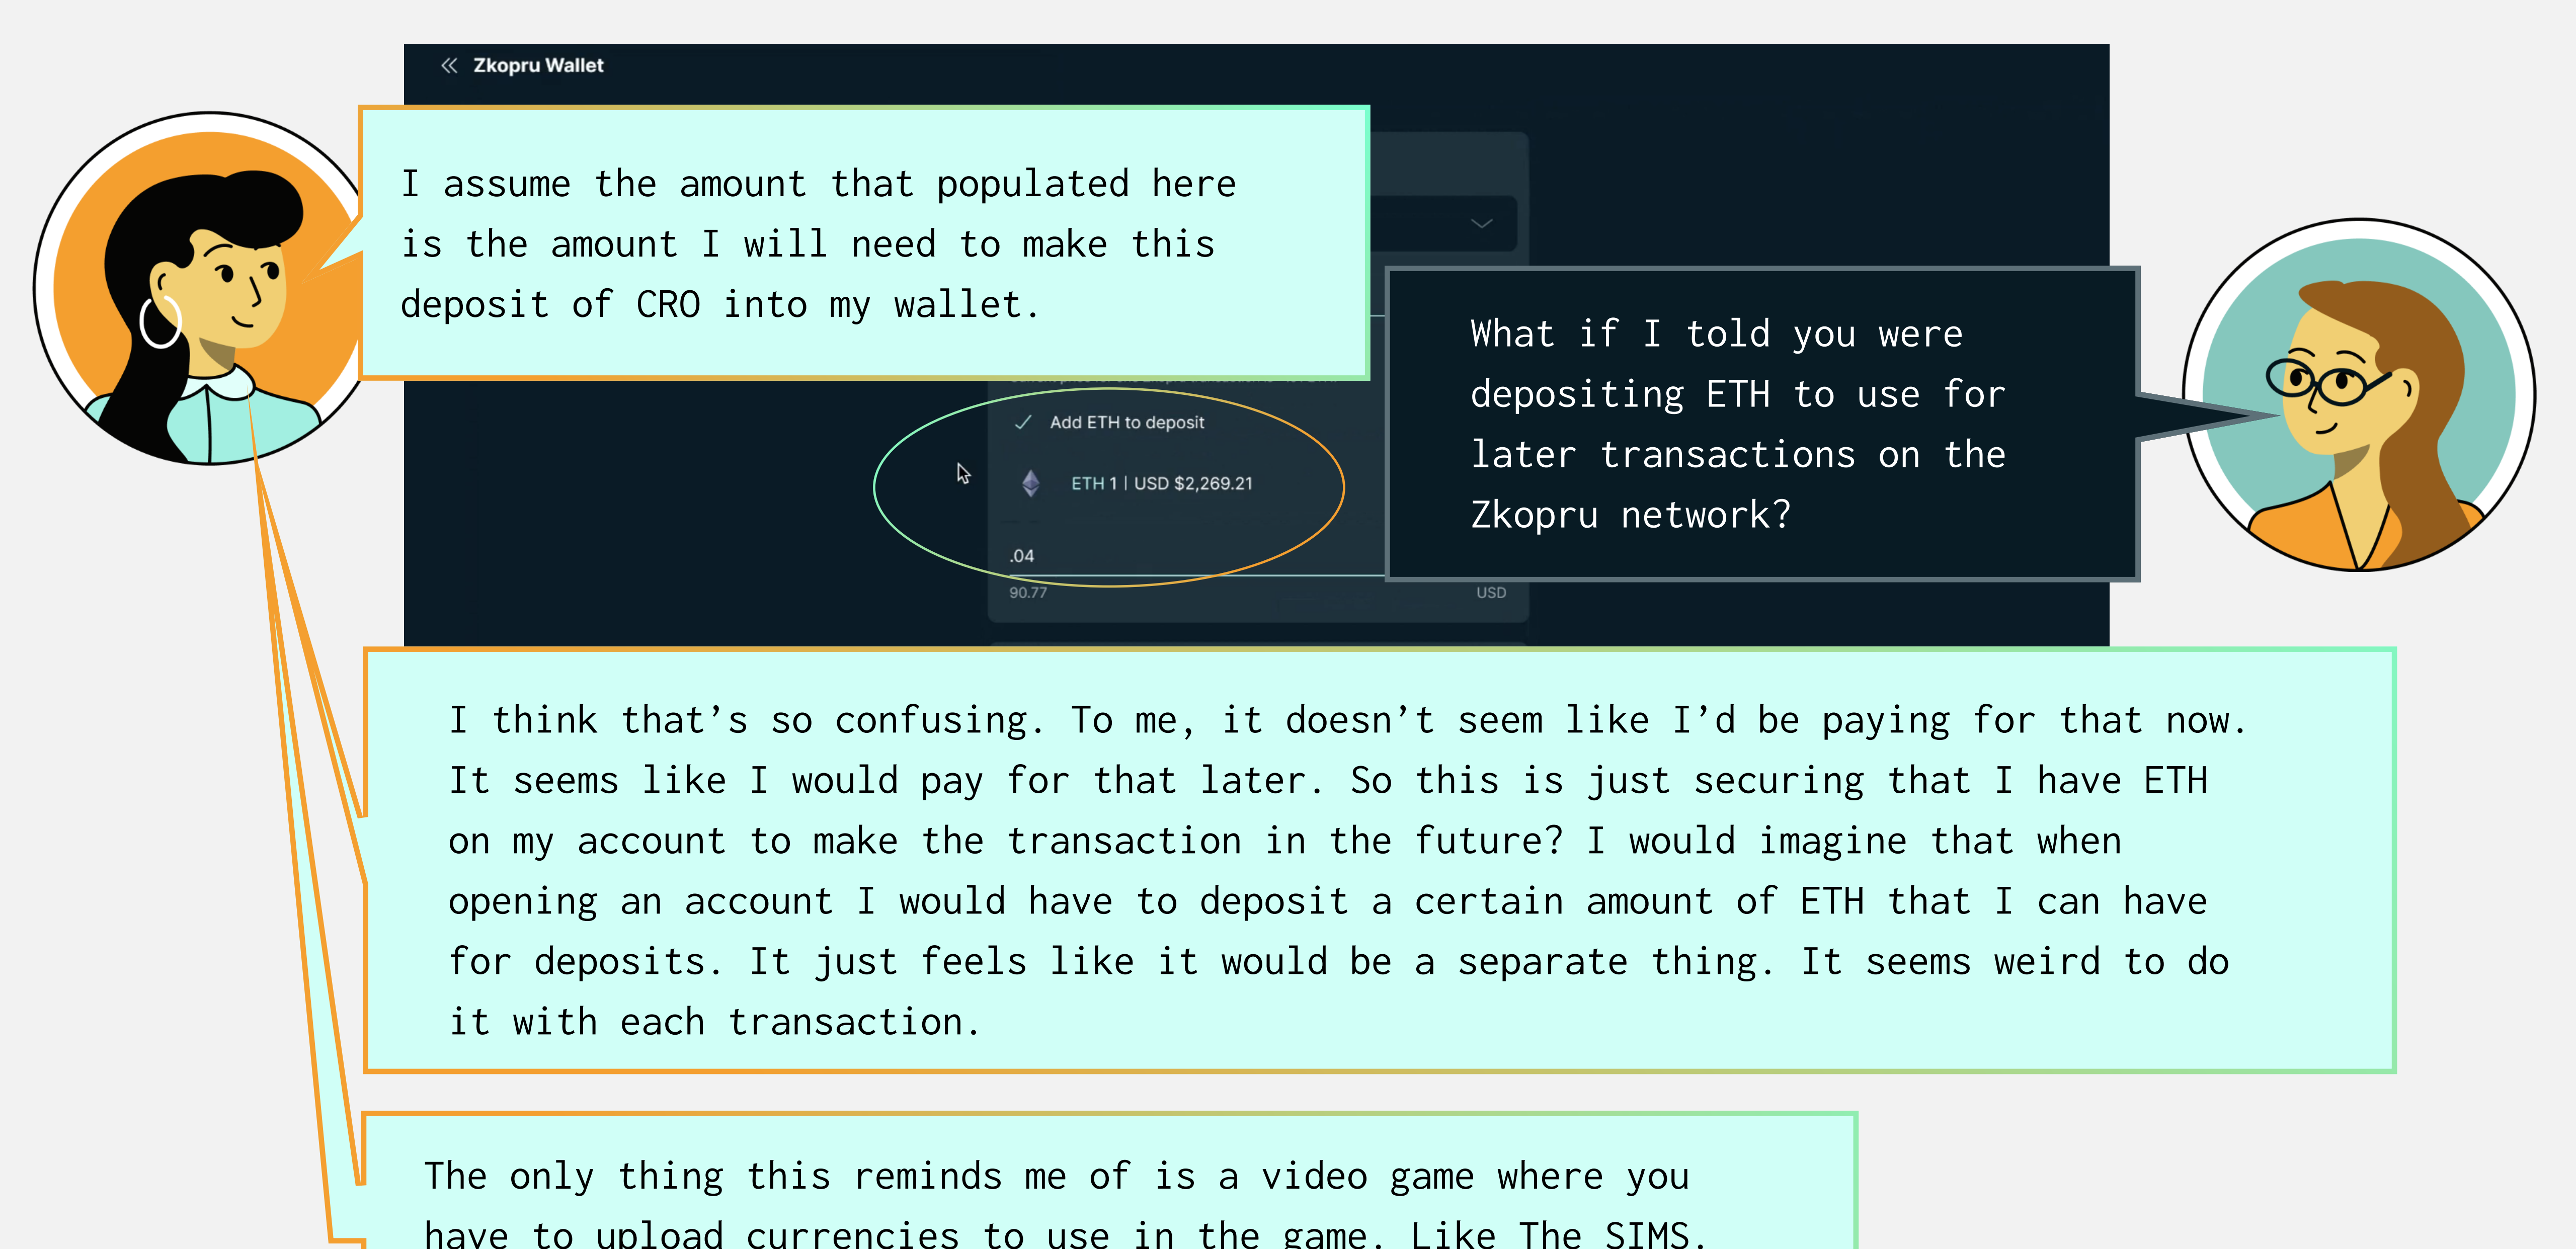 Zkopru Wallet
I assume the amount that populated here
is the amount I will need to make this
deposit of CRO into my wallet.
What if I told you were
depositing ETH to use for
later transactions on the
Zkopru network?
Add ETH to deposit
ETH 1 | USD $2,269.21
.04
90.77
USD
I think that’s so confusing. To me, it doesn’t seem like I’d be paying for that now.
It seems like I would pay for that later. So this is just securing that I have ETH
on my account to make the transaction in the future? I would imagine that when
opening an account I would have to deposit a certain amount of ETH that I can have
for deposits. It just feels like it would be a separate thing. It seems weird to do
it with each transaction.
The only thing this reminds me of is a video game where you
have to upload currencies to use in the game. Like The SIMS.